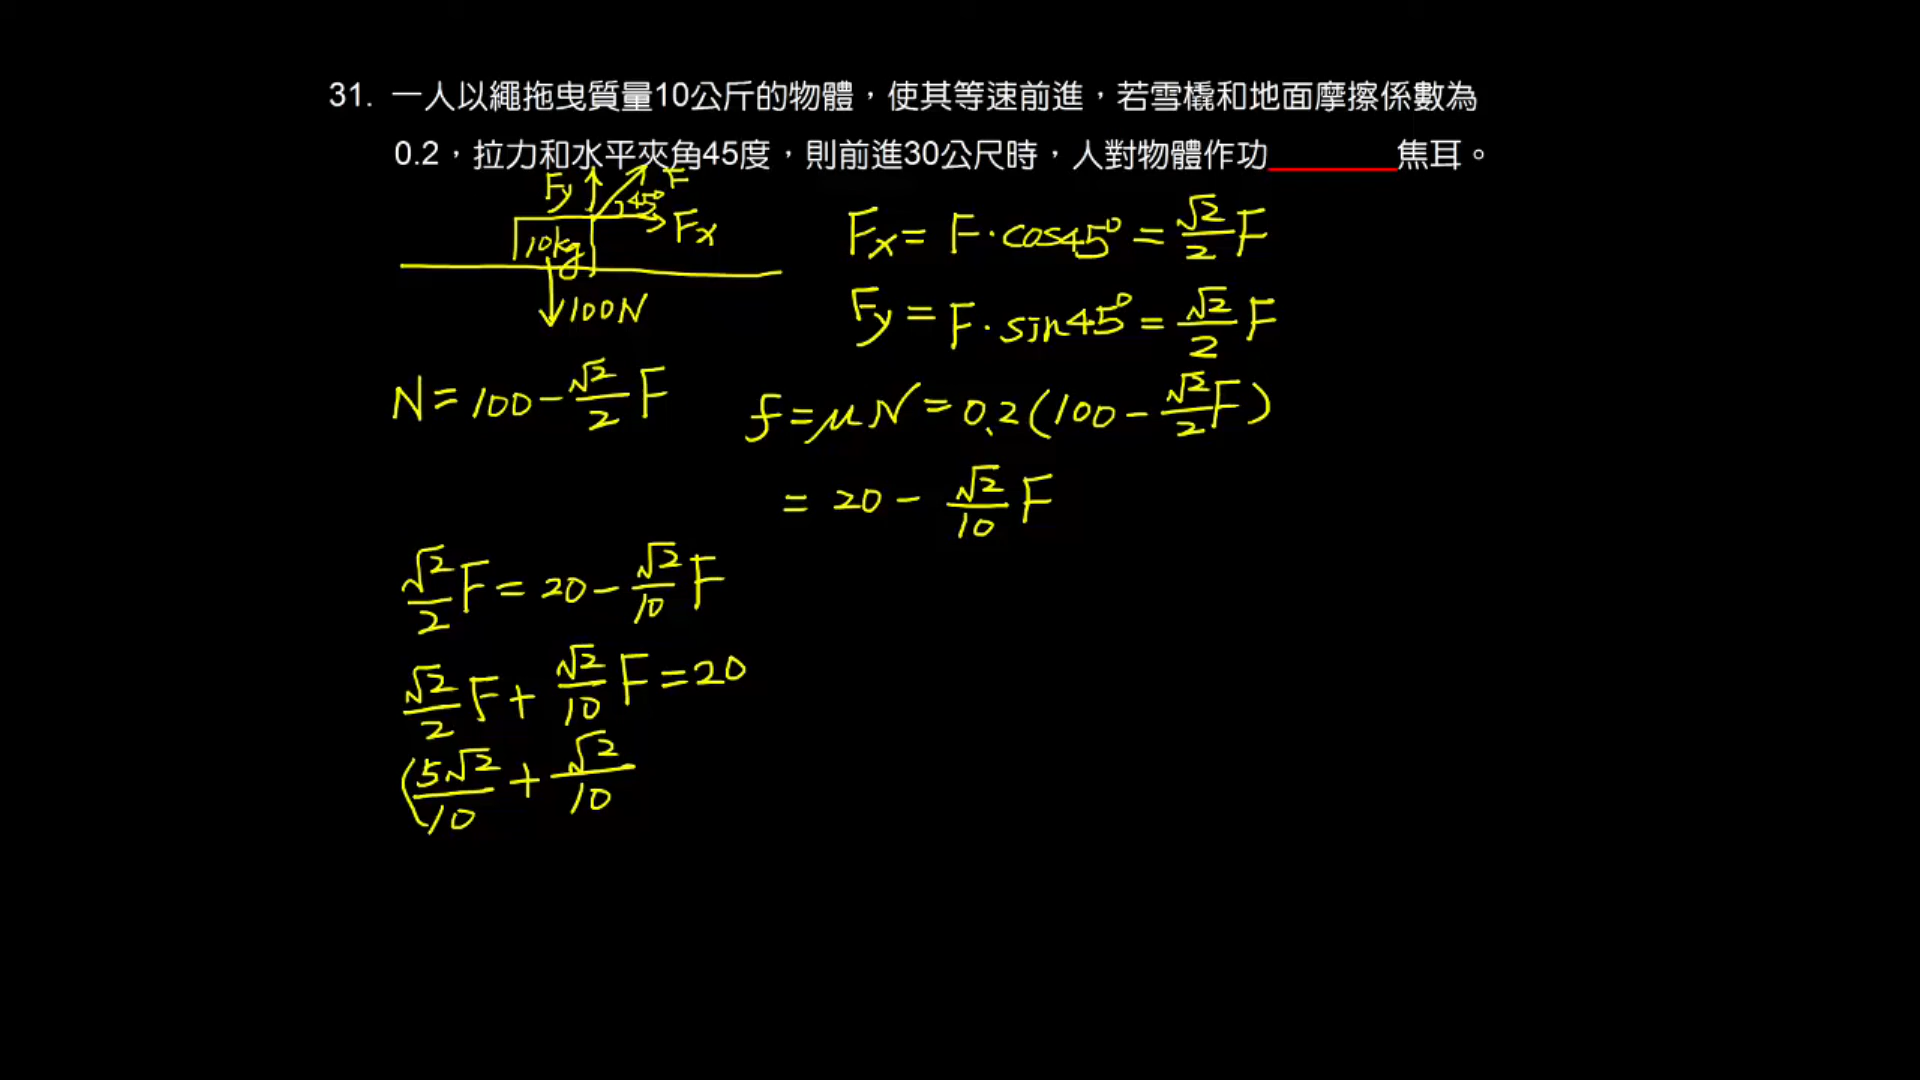 31. 一人以繩拖曳質量10公斤的物體，使其等速前進，若雪橇和地面摩擦係數為
0.2，拉力和水平夾角45度，則前進30公尺時，人對物體作功________焦耳。
Fy F 45° Fx
10kg
100N
Fx = F·cos45° = √2/2 F
Fy = F·sin45° = √2/2 F
N = 100 - √2/2 F
f = μN = 0.2(100 - √2/2 F)
= 20 - √2/10 F
√2/2 F = 20 - √2/10 F
√2/2 F + √2/10 F = 20
(5√2/10 + √2/10